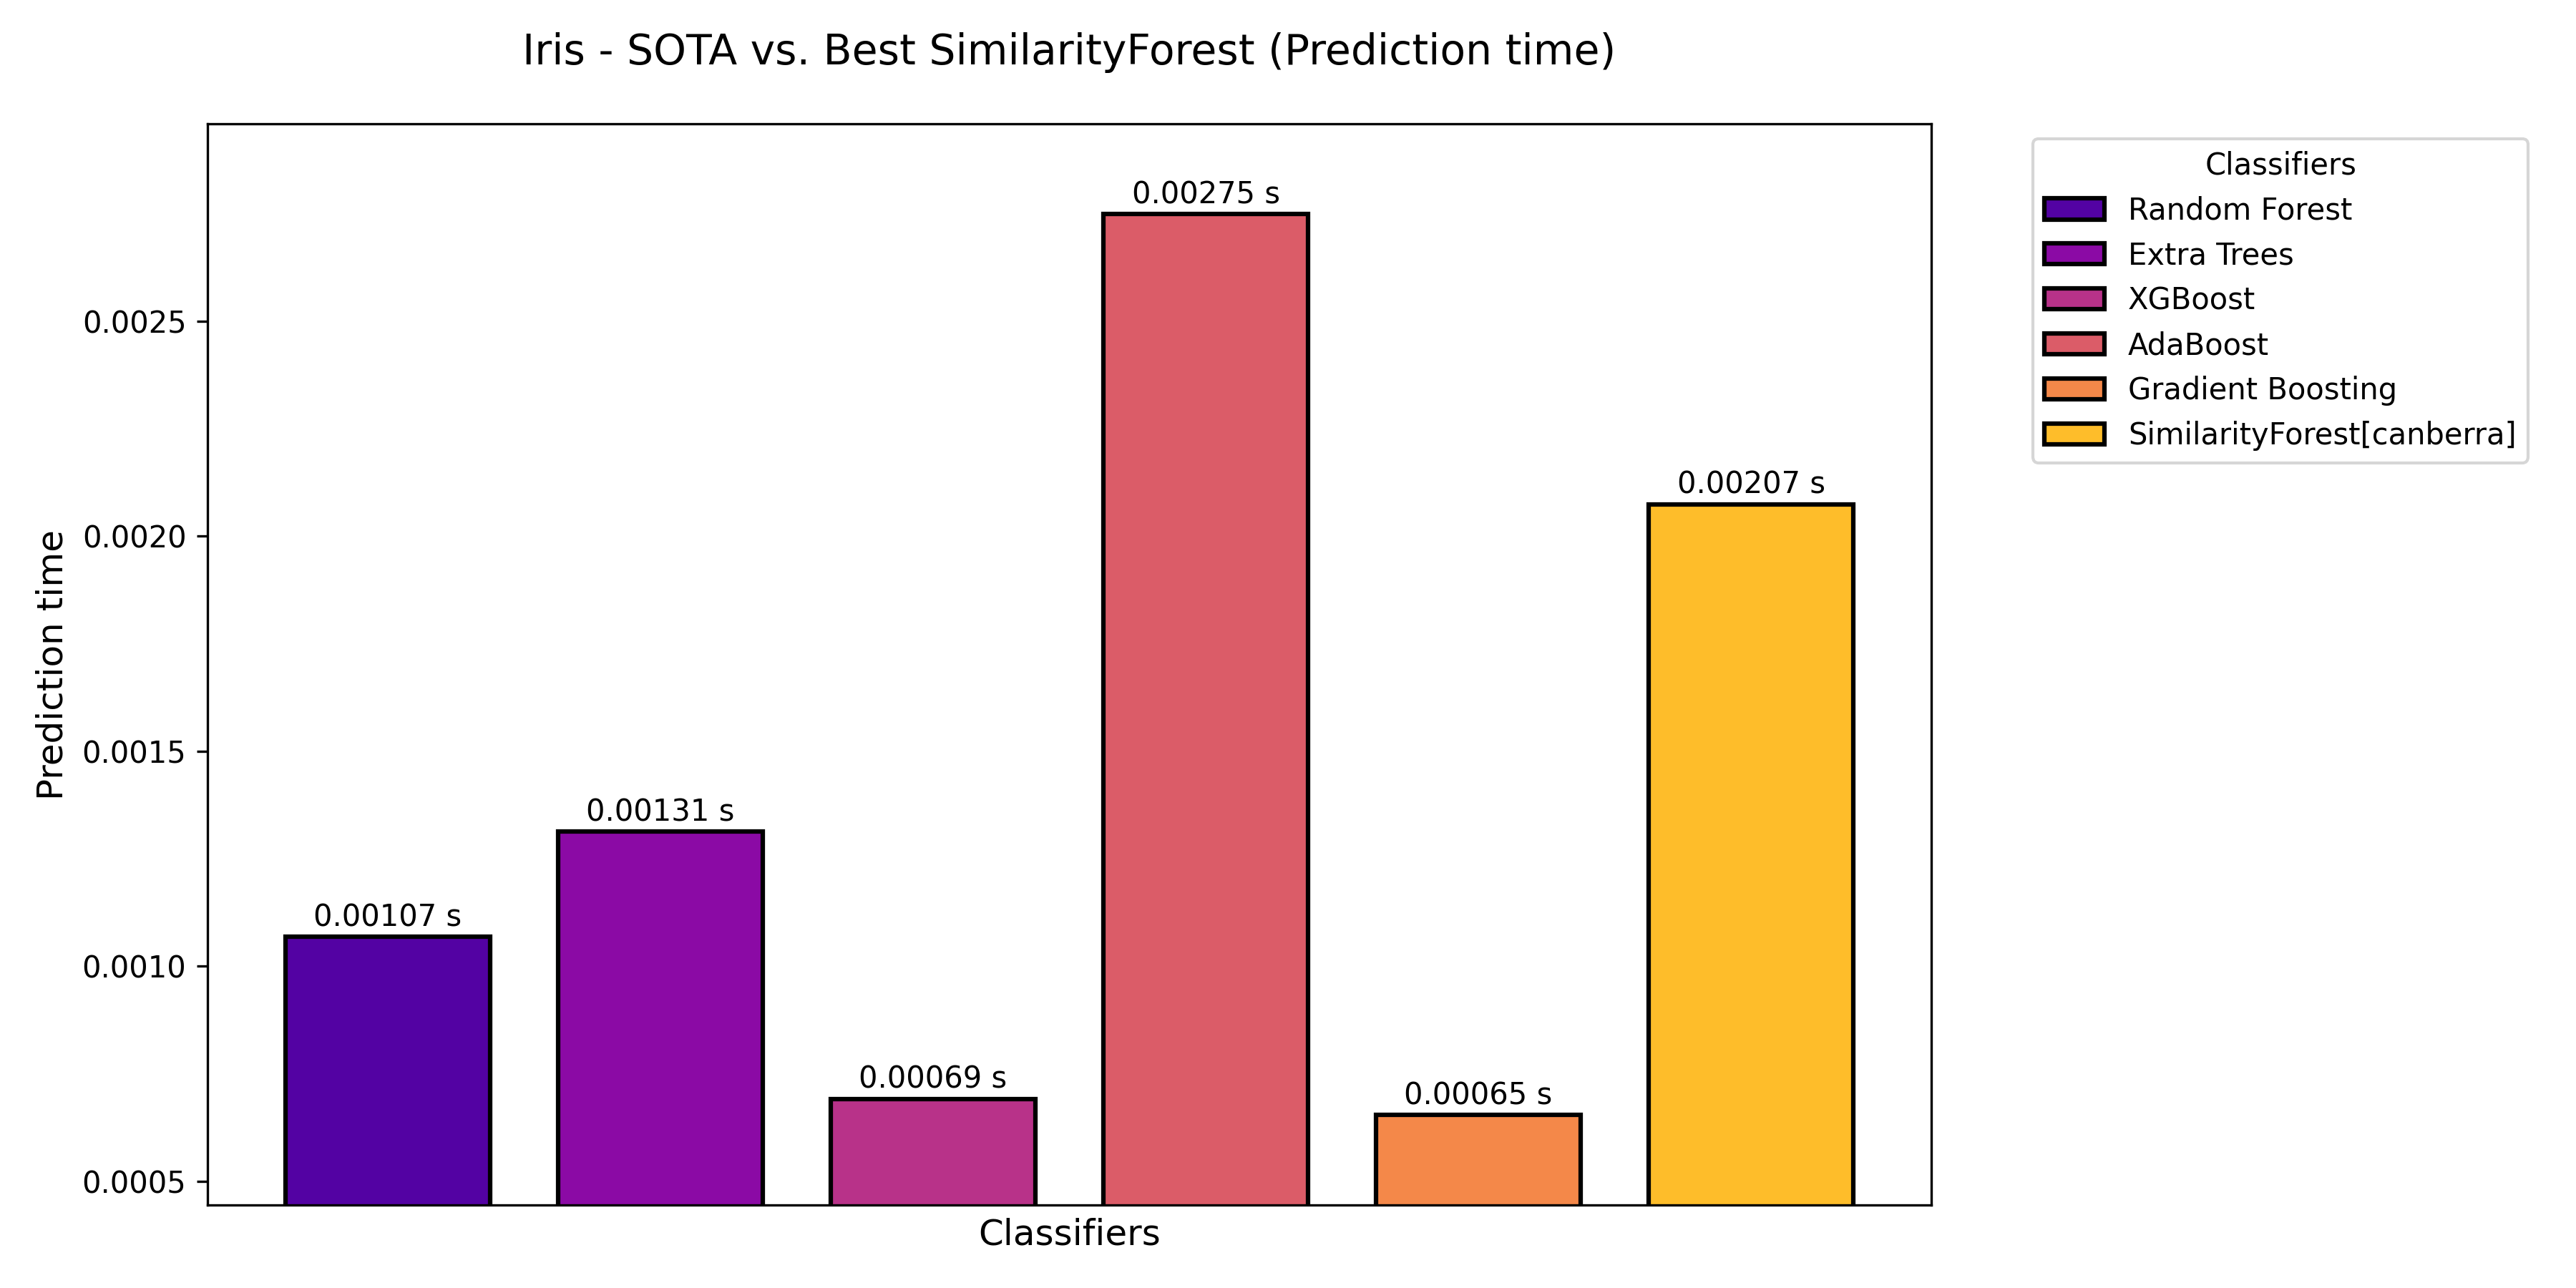 Iris - SOTA vs. Best SimilarityForest (Prediction time)
Prediction time
0.0025
0.0020
0.0015
0.0010
0.0005
0.00107 s
0.00131 s
0.00069 s
0.00275 s
0.00065 s
0.00207 s
Classifiers
Classifiers
Random Forest
Extra Trees
XGBoost
AdaBoost
Gradient Boosting
SimilarityForest[canberra]